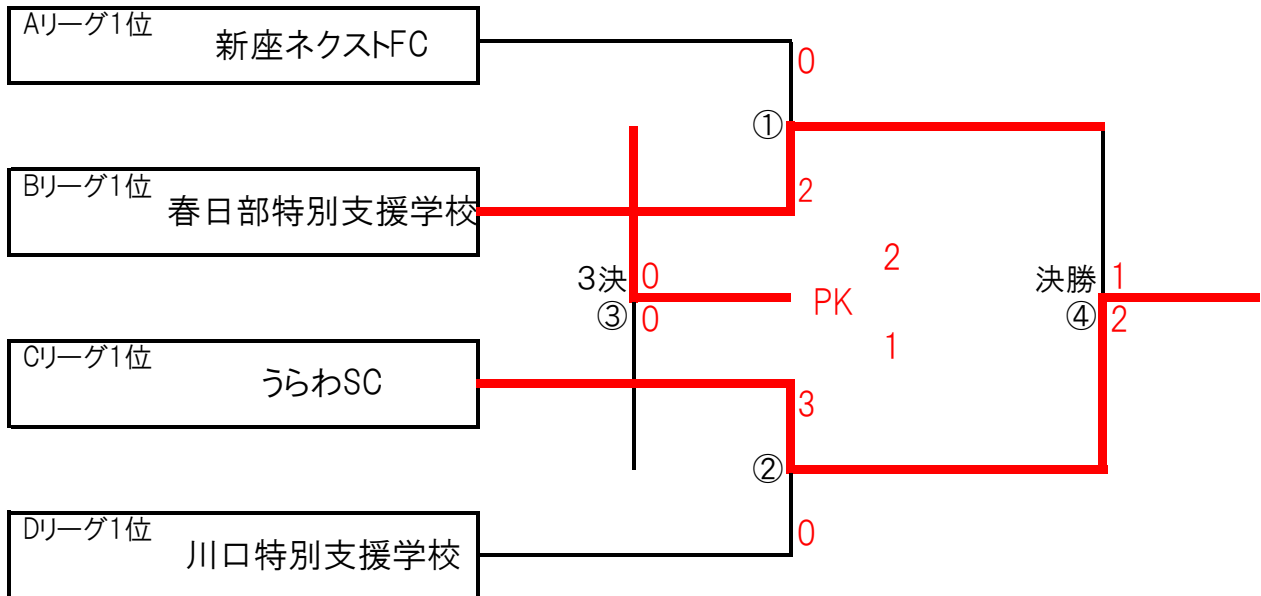 Aリーグ1位
新座ネクストFC
0
①
Bリーグ1位
春日部特別支援学校
2
2
3決
0
決勝
1
③
0
PK
④
2
1
Cリーグ1位
うらわSC
3
②
Dリーグ1位
川口特別支援学校
0